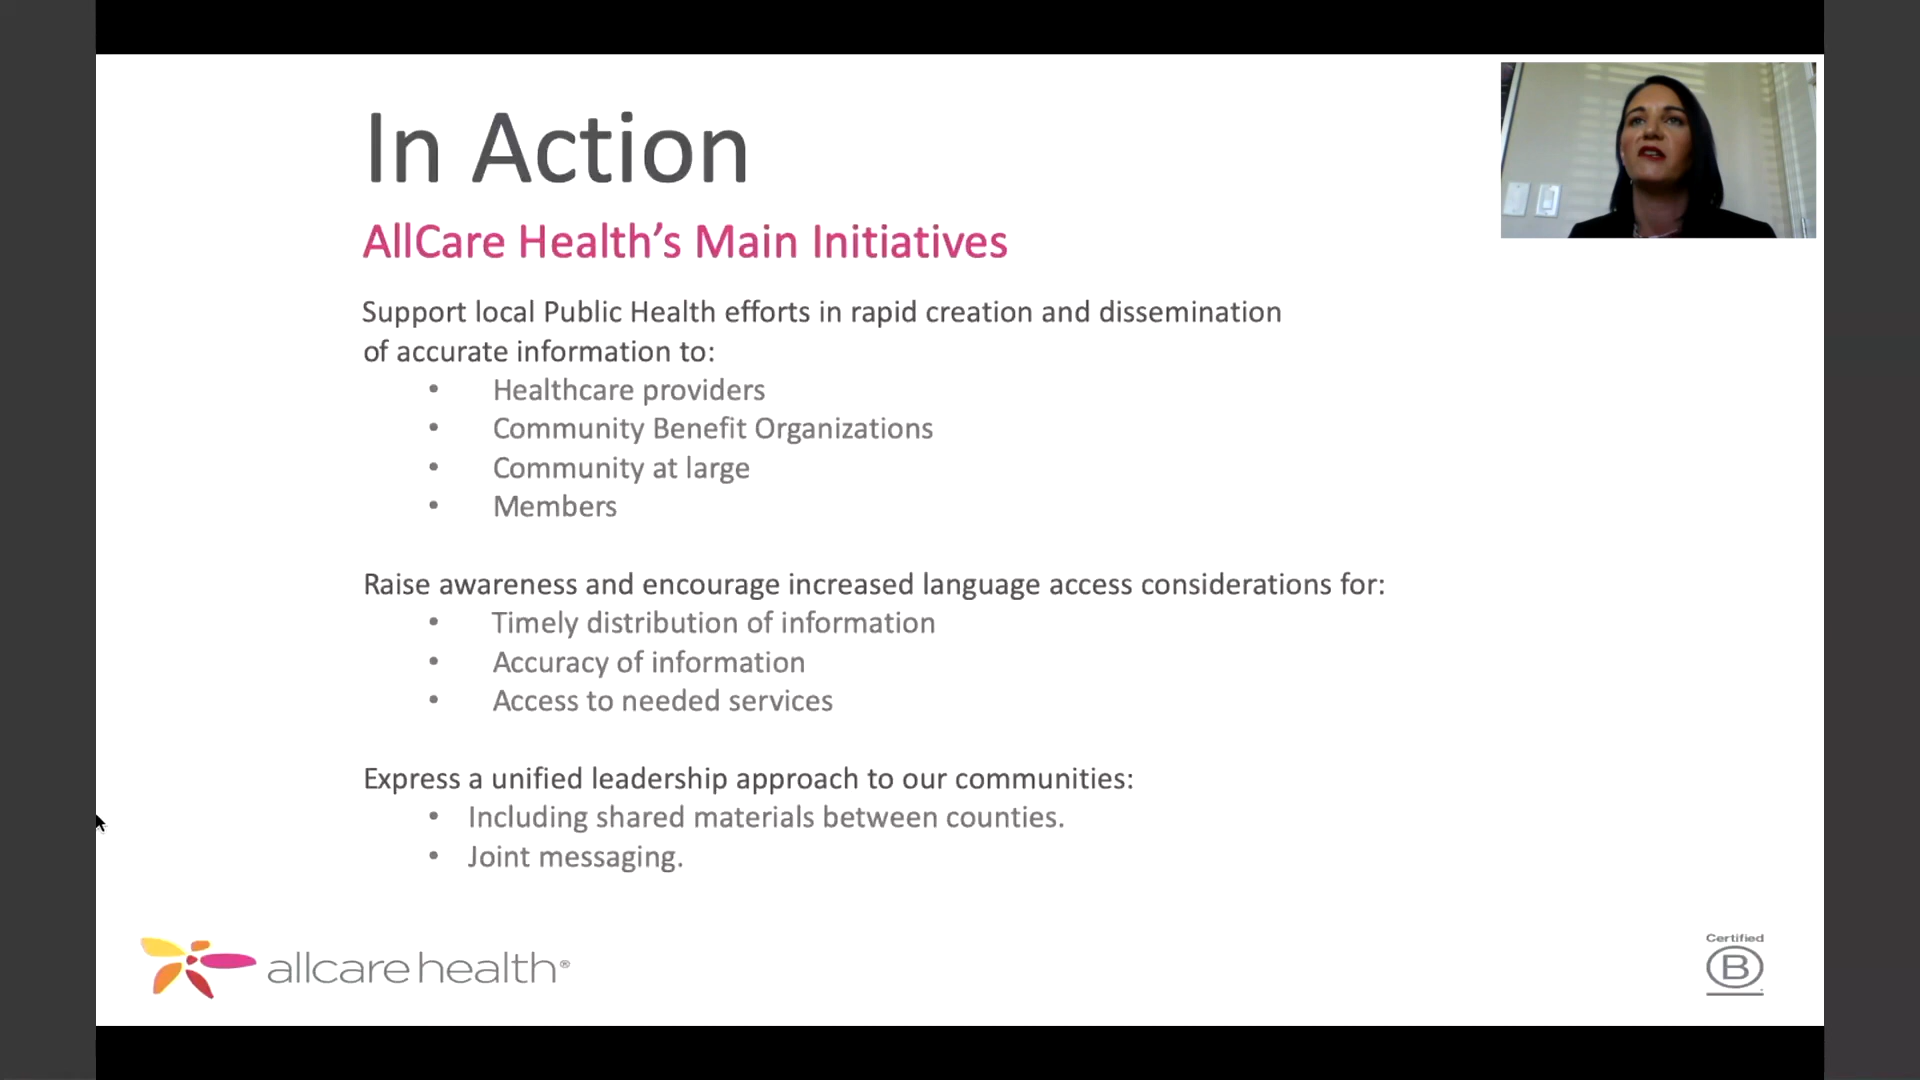 In Action
AllCare Health’s Main Initiatives
Support local Public Health efforts in rapid creation and dissemination
of accurate information to:
• Healthcare providers
• Community Benefit Organizations
• Community at large
• Members
Raise awareness and encourage increased language access considerations for:
• Timely distribution of information
• Accuracy of information
• Access to needed services
Express a unified leadership approach to our communities:
• Including shared materials between counties.
• Joint messaging.
allcare health®
Certified
B